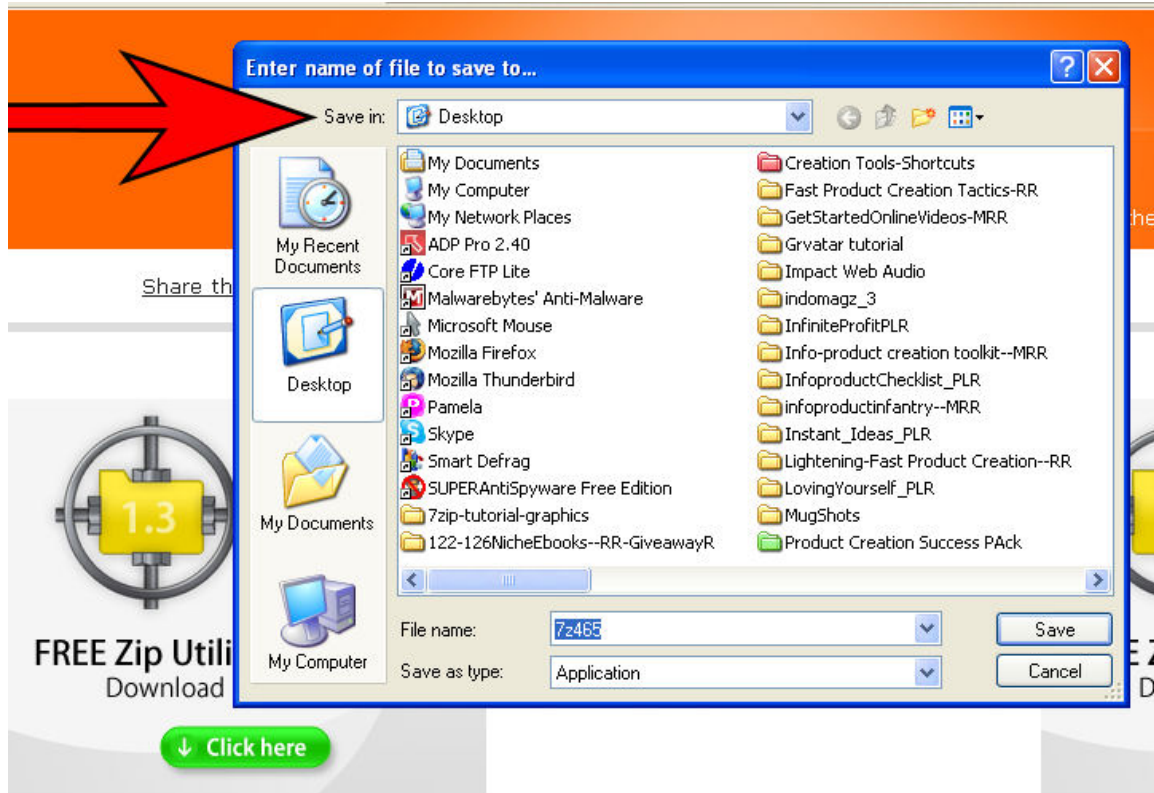 Enter name of file to save to...
Save in:
Desktop
My Recent
Documents
Desktop
My Documents
My Computer
My Documents
My Computer
My Network Places
ADP Pro 2.40
Core FTP Lite
Malwarebytes' Anti-Malware
Microsoft Mouse
Mozilla Firefox
Mozilla Thunderbird
Pamela
Skype
Smart Defrag
SUPERAntiSpyware Free Edition
7zip-tutorial-graphics
122-126NicheEbooks--RR-GiveawayR
Creation Tools-Shortcuts
Fast Product Creation Tactics-RR
GetStartedOnlineVideos-MRR
Grvatar tutorial
Impact Web Audio
indomagz_3
InfiniteProfitPLR
Info-product creation toolkit--MRR
InfoproductChecklist_PLR
infoproductinfantry--MRR
Instant_Ideas_PLR
Lightening-Fast Product Creation--RR
LovingYourself_PLR
MugShots
Product Creation Success PAck
File name:
7z465
Save
Save as type:
Application
Cancel
Share th
1.3
FREE Zip Utili
Download
Click here